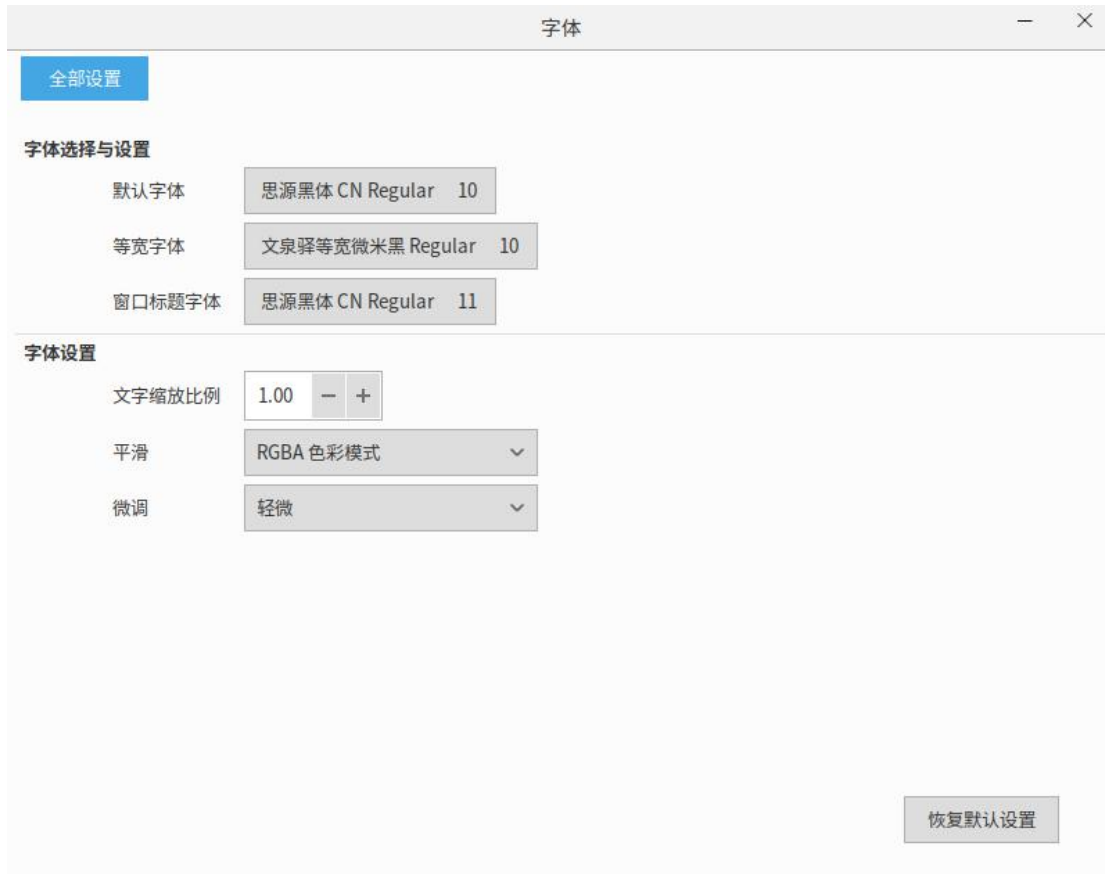 字体
全部设置
字体选择与设置
默认字体 思源黑体 CN Regular 10
等宽字体 文泉驿等宽微米黑 Regular 10
窗口标题字体 思源黑体 CN Regular 11
字体设置
文字缩放比例 1.00 − +
平滑 RGBA 色彩模式
微调 轻微
恢复默认设置